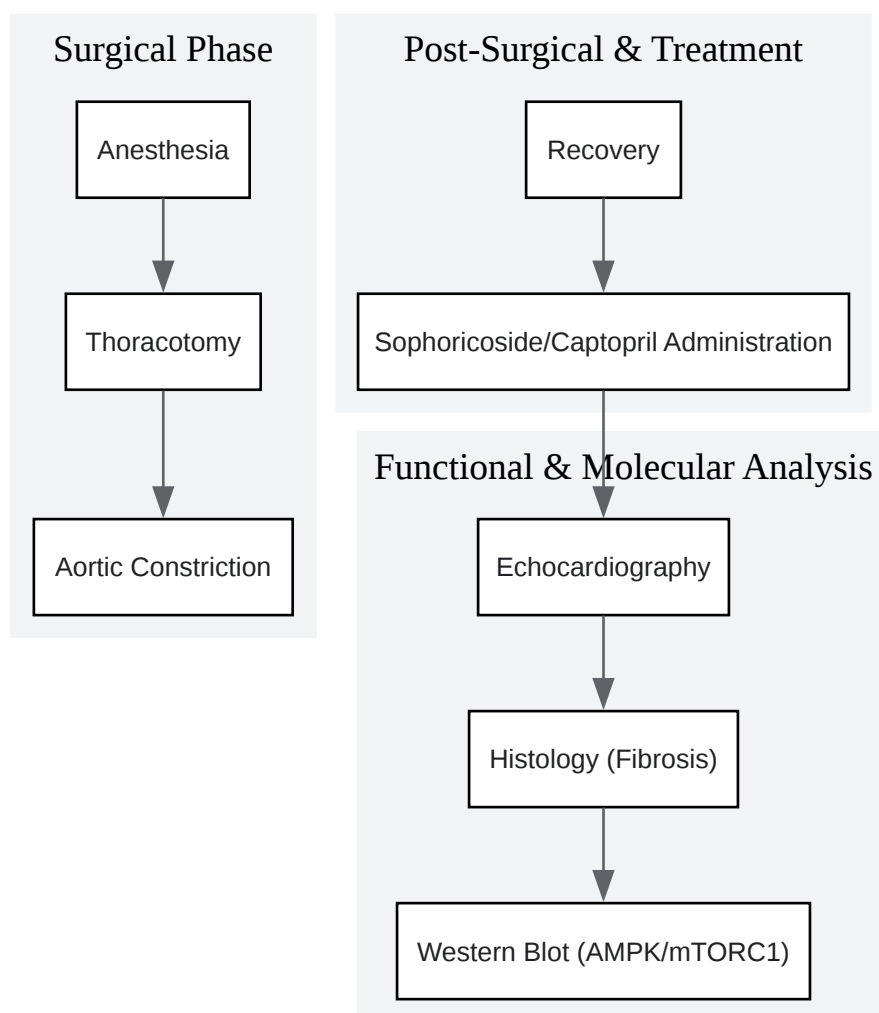 Surgical Phase
Anesthesia
Thoracotomy
Aortic Constriction
Post-Surgical & Treatment
Recovery
Sophoricoside/Captopril Administration
Functional & Molecular Analysis
Echocardiography
Histology (Fibrosis)
Western Blot (AMPK/mTORC1)